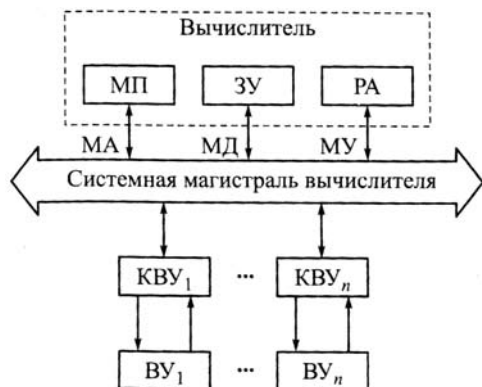 Вычислитель
МП ЗУ РА
МА МД МУ
Системная магистраль вычислителя
КВУ₁ ... КВУₙ
ВУ₁ ... ВУₙ